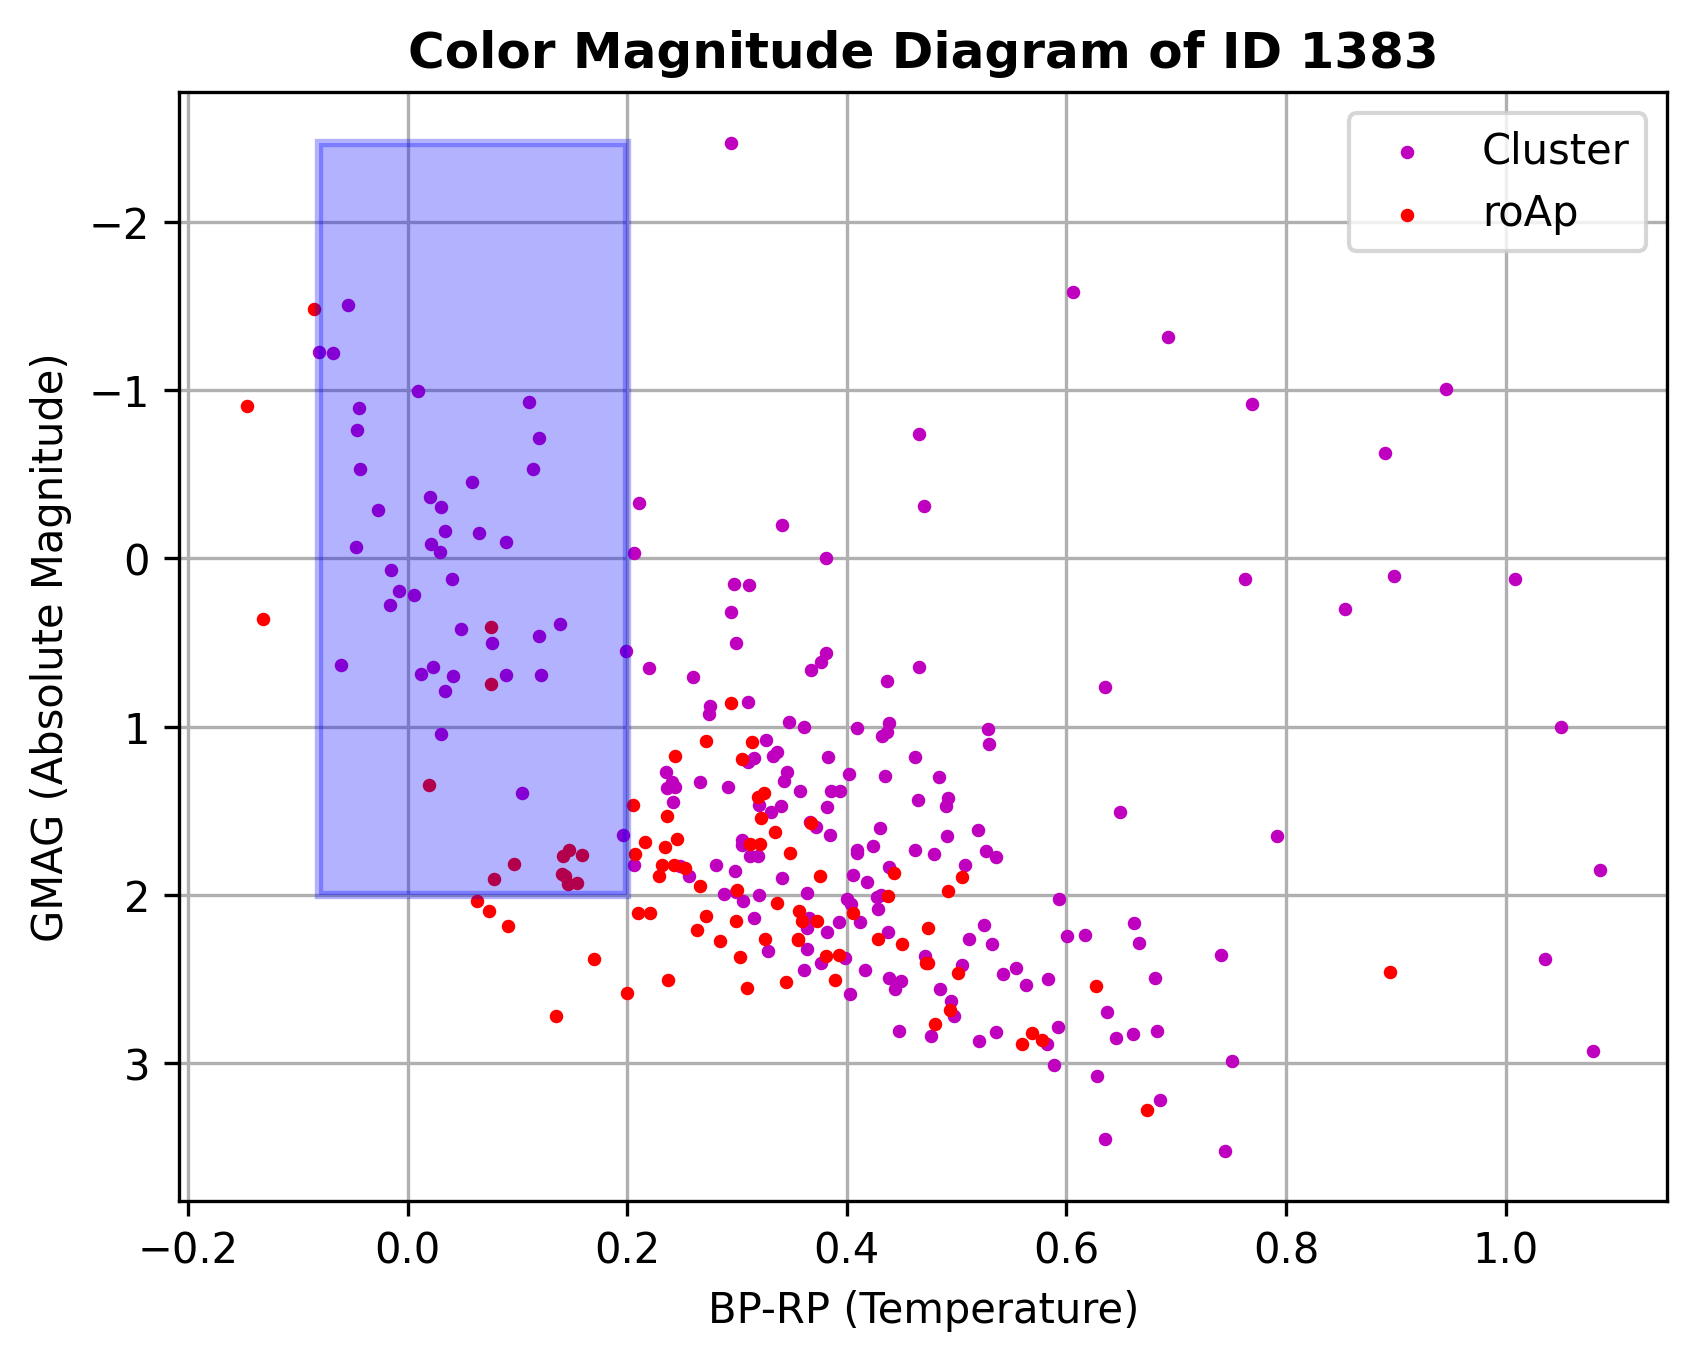 Color Magnitude Diagram of ID 1383
Cluster
roAp
GMAG (Absolute Magnitude)
−2
−1
0
1
2
3
−0.2 0.0 0.2 0.4 0.6 0.8 1.0
BP-RP (Temperature)